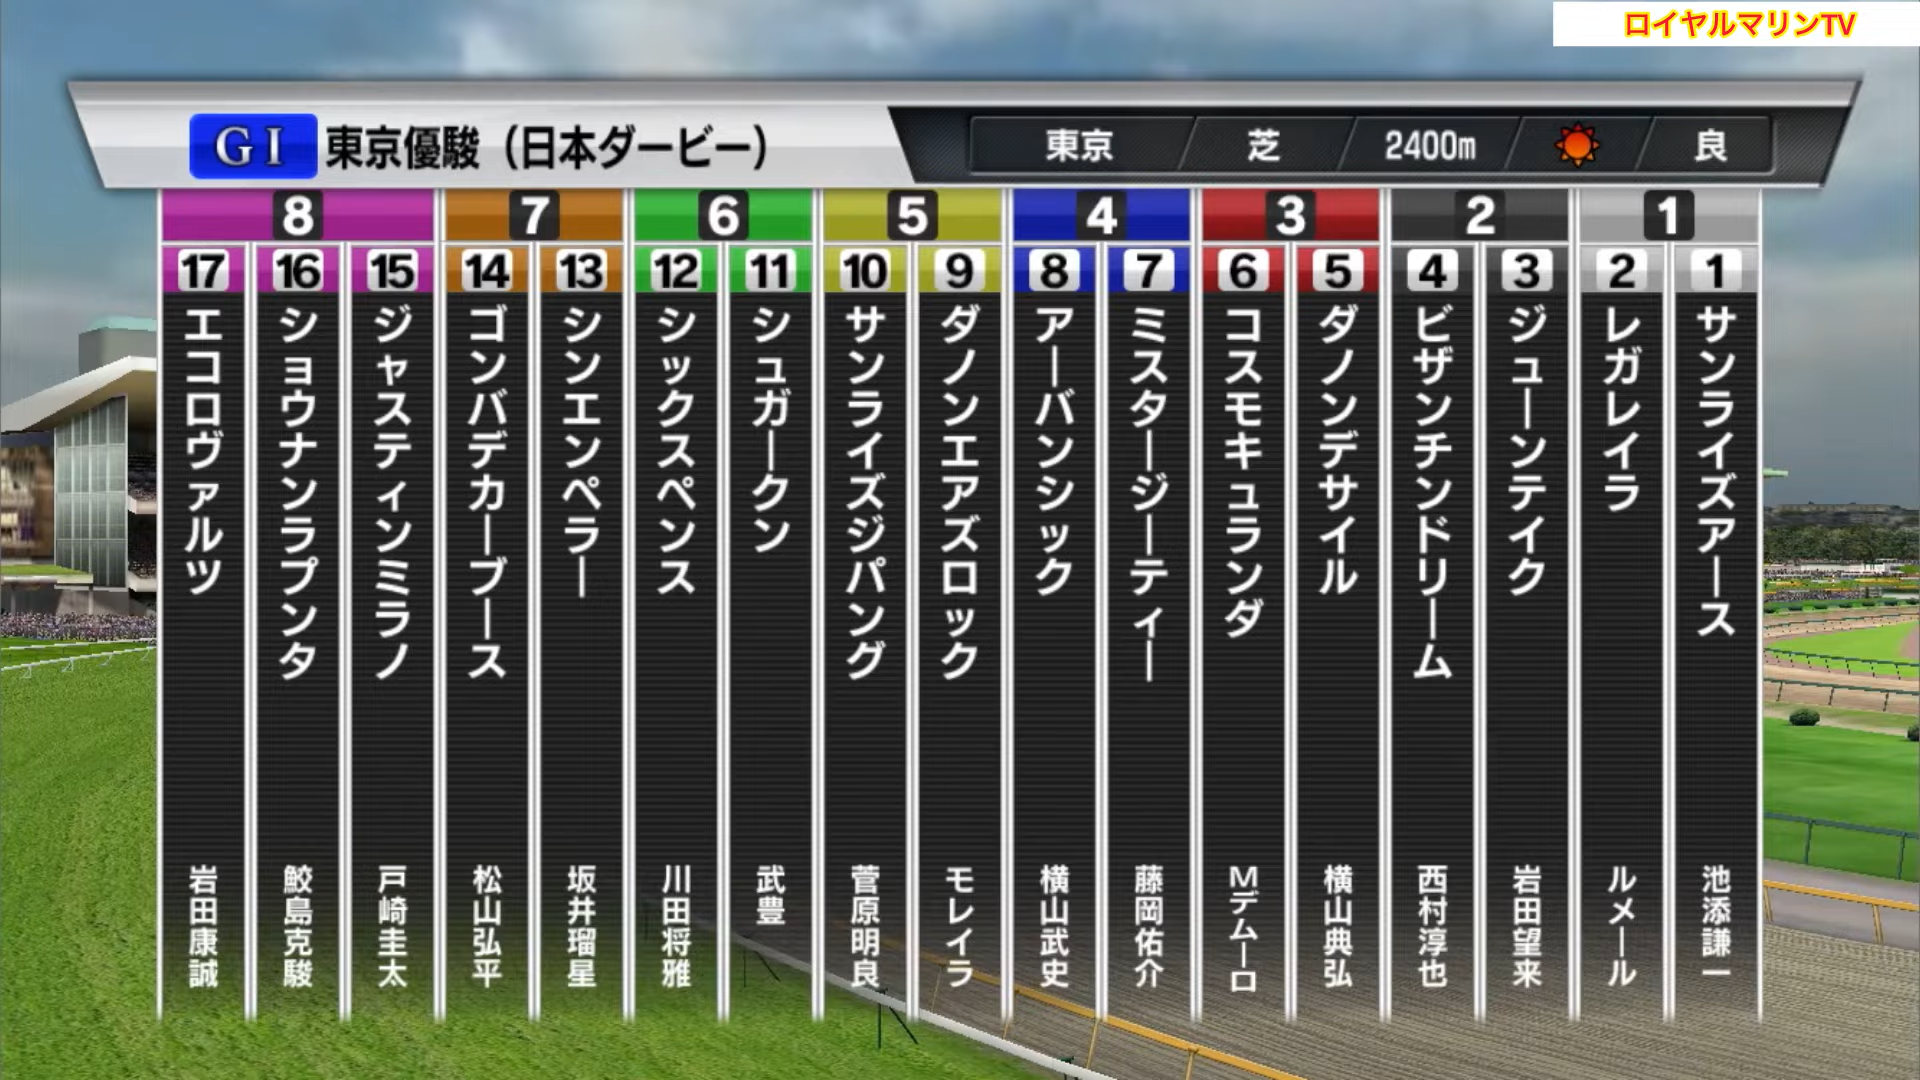 ロイヤルマリンTV
GI 東京優駿（日本ダービー）
東京 芝 2400m 良
8 7 6 5 4 3 2 1
17 16 15 14 13 12 11 10 9 8 7 6 5 4 3 2 1
サンライズアース
池添謙一
レガレイラ
ルメール
ジューンテイク
岩田望来
ビザンチンドリーム
西村淳也
ダノンデサイル
横山典弘
コスモキュランダ
Mデムーロ
ミスタージーティー
藤岡佑介
アーバンシック
横山武史
ダノンエアズロック
モレイラ
サンライズジパング
菅原明良
シュガークン
武豊
シックスペンス
川田将雅
シンエンペラー
坂井瑠星
ゴンバデカーブース
松山弘平
ジャスティンミラノ
戸崎圭太
ショウナンラプンタ
鮫島克駿
エコロヴァルツ
岩田康誠